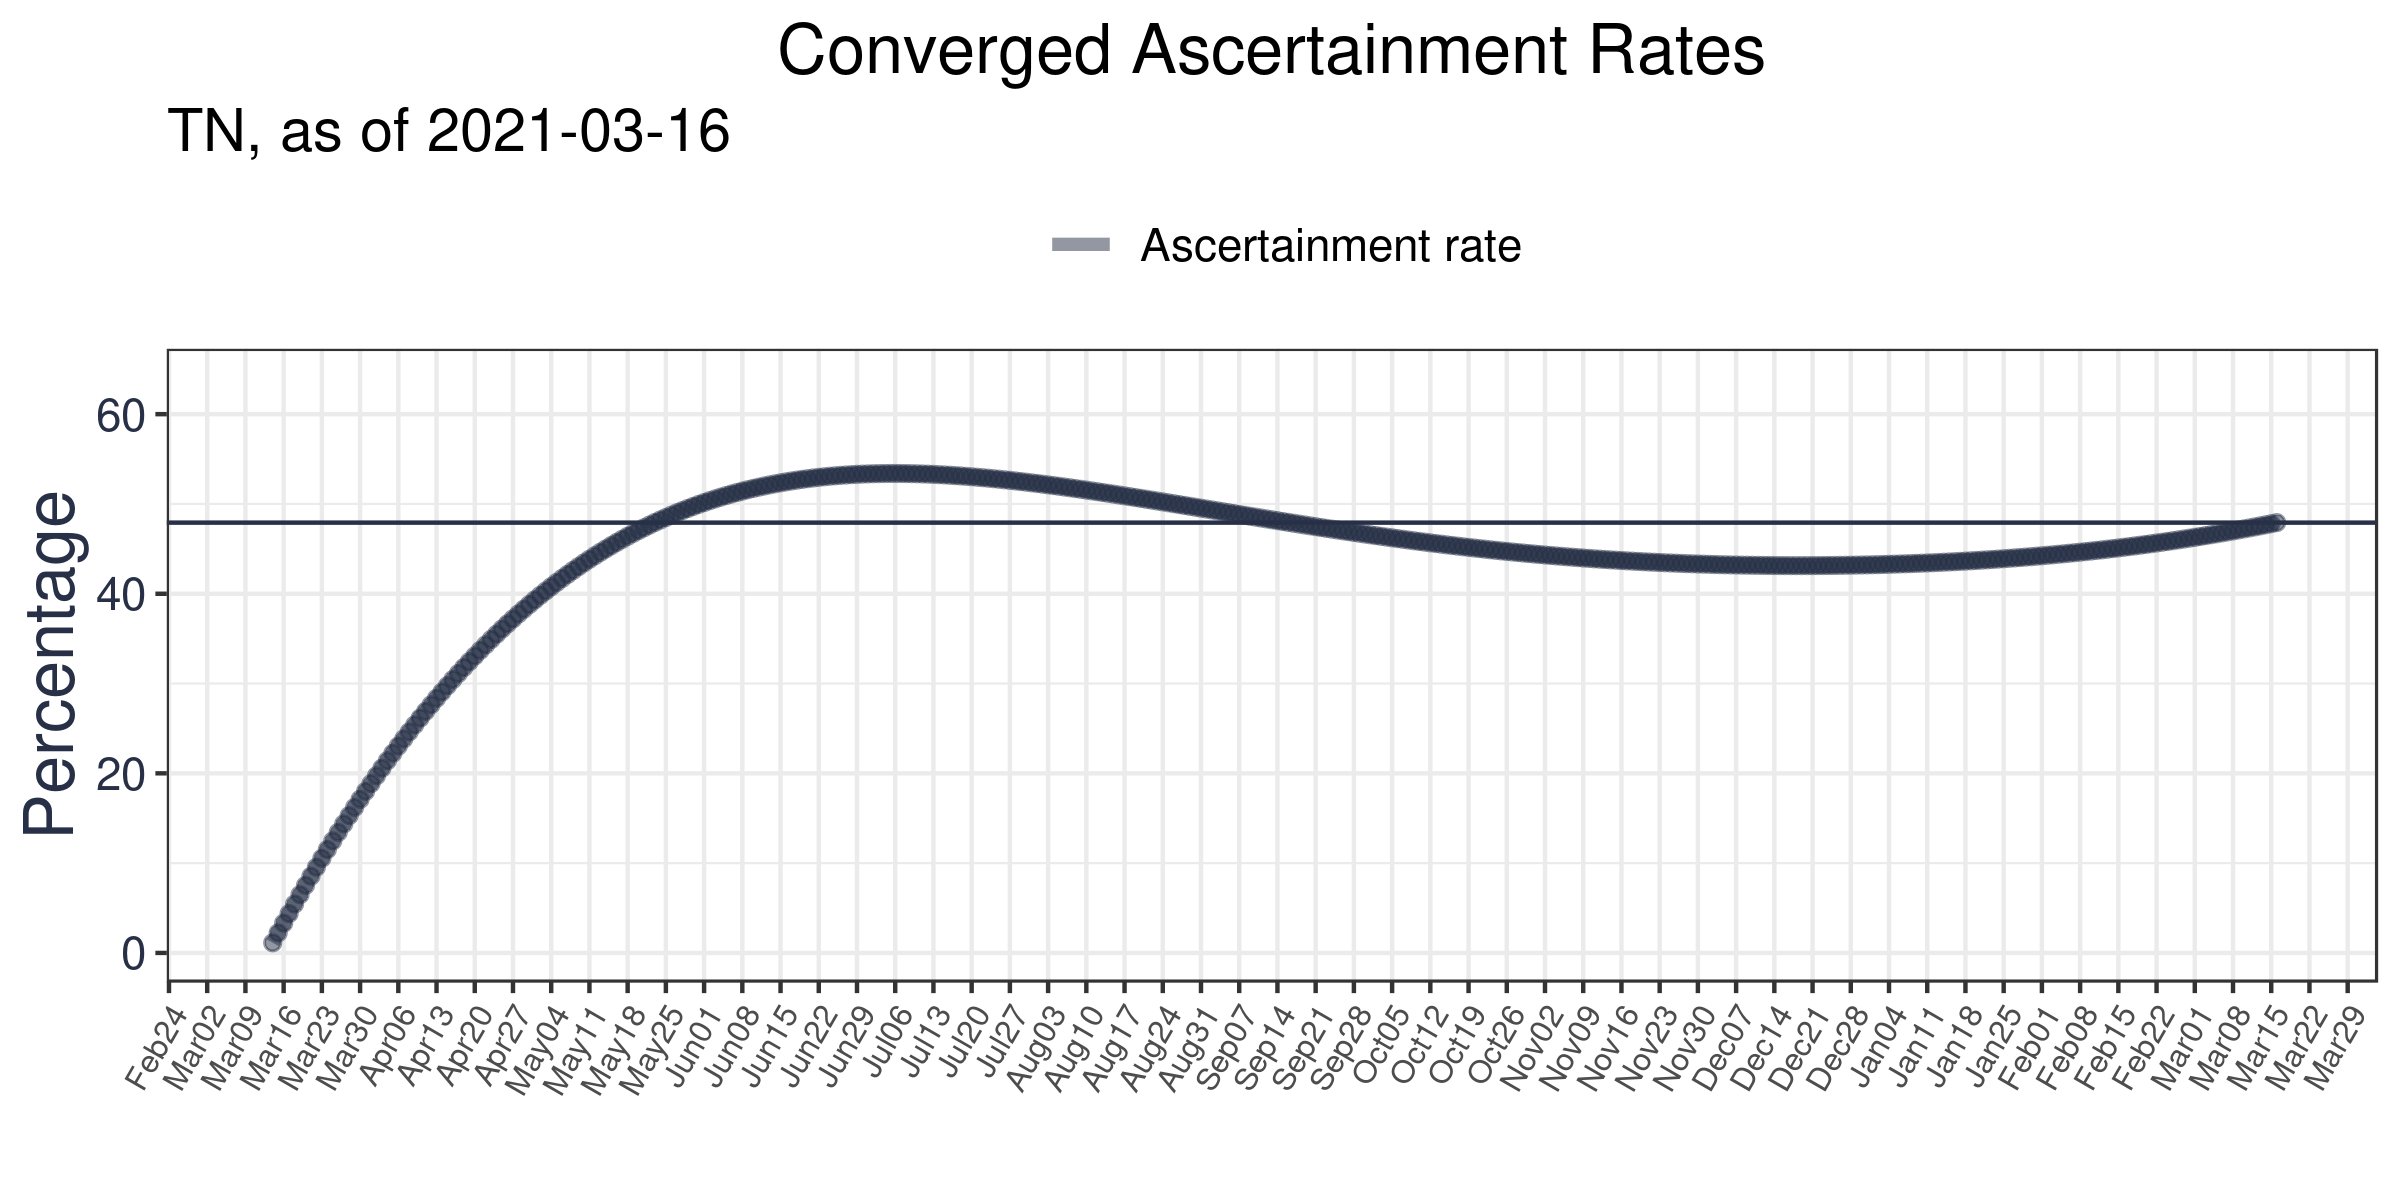 Converged Ascertainment Rates
TN, as of 2021-03-16
Ascertainment rate
Percentage
60
40
20
0
Feb24 Mar02 Mar09 Mar16 Mar23 Mar30 Apr06 Apr13 Apr20 Apr27 May04 May11 May18 May25 Jun01 Jun08 Jun15 Jun22 Jun29 Jul06 Jul13 Jul20 Jul27 Aug03 Aug10 Aug17 Aug24 Aug31 Sep07 Sep14 Sep21 Sep28 Oct05 Oct12 Oct19 Oct26 Nov02 Nov09 Nov16 Nov23 Nov30 Dec07 Dec14 Dec21 Dec28 Jan04 Jan11 Jan18 Jan25 Feb01 Feb08 Feb15 Feb22 Mar01 Mar08 Mar15 Mar22 Mar29